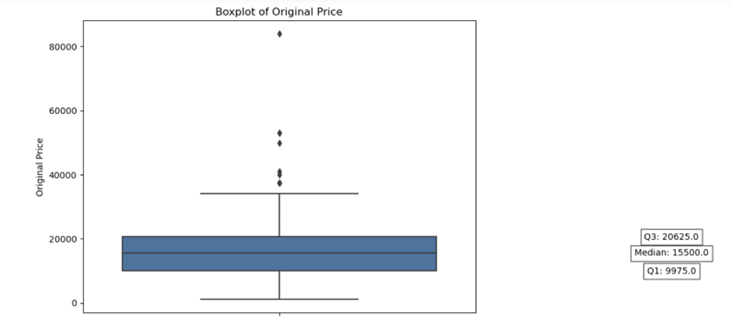 Boxplot of Original Price
80000
60000
40000
20000
0
Original Price
Q3: 20625.0
Median: 15500.0
Q1: 9975.0